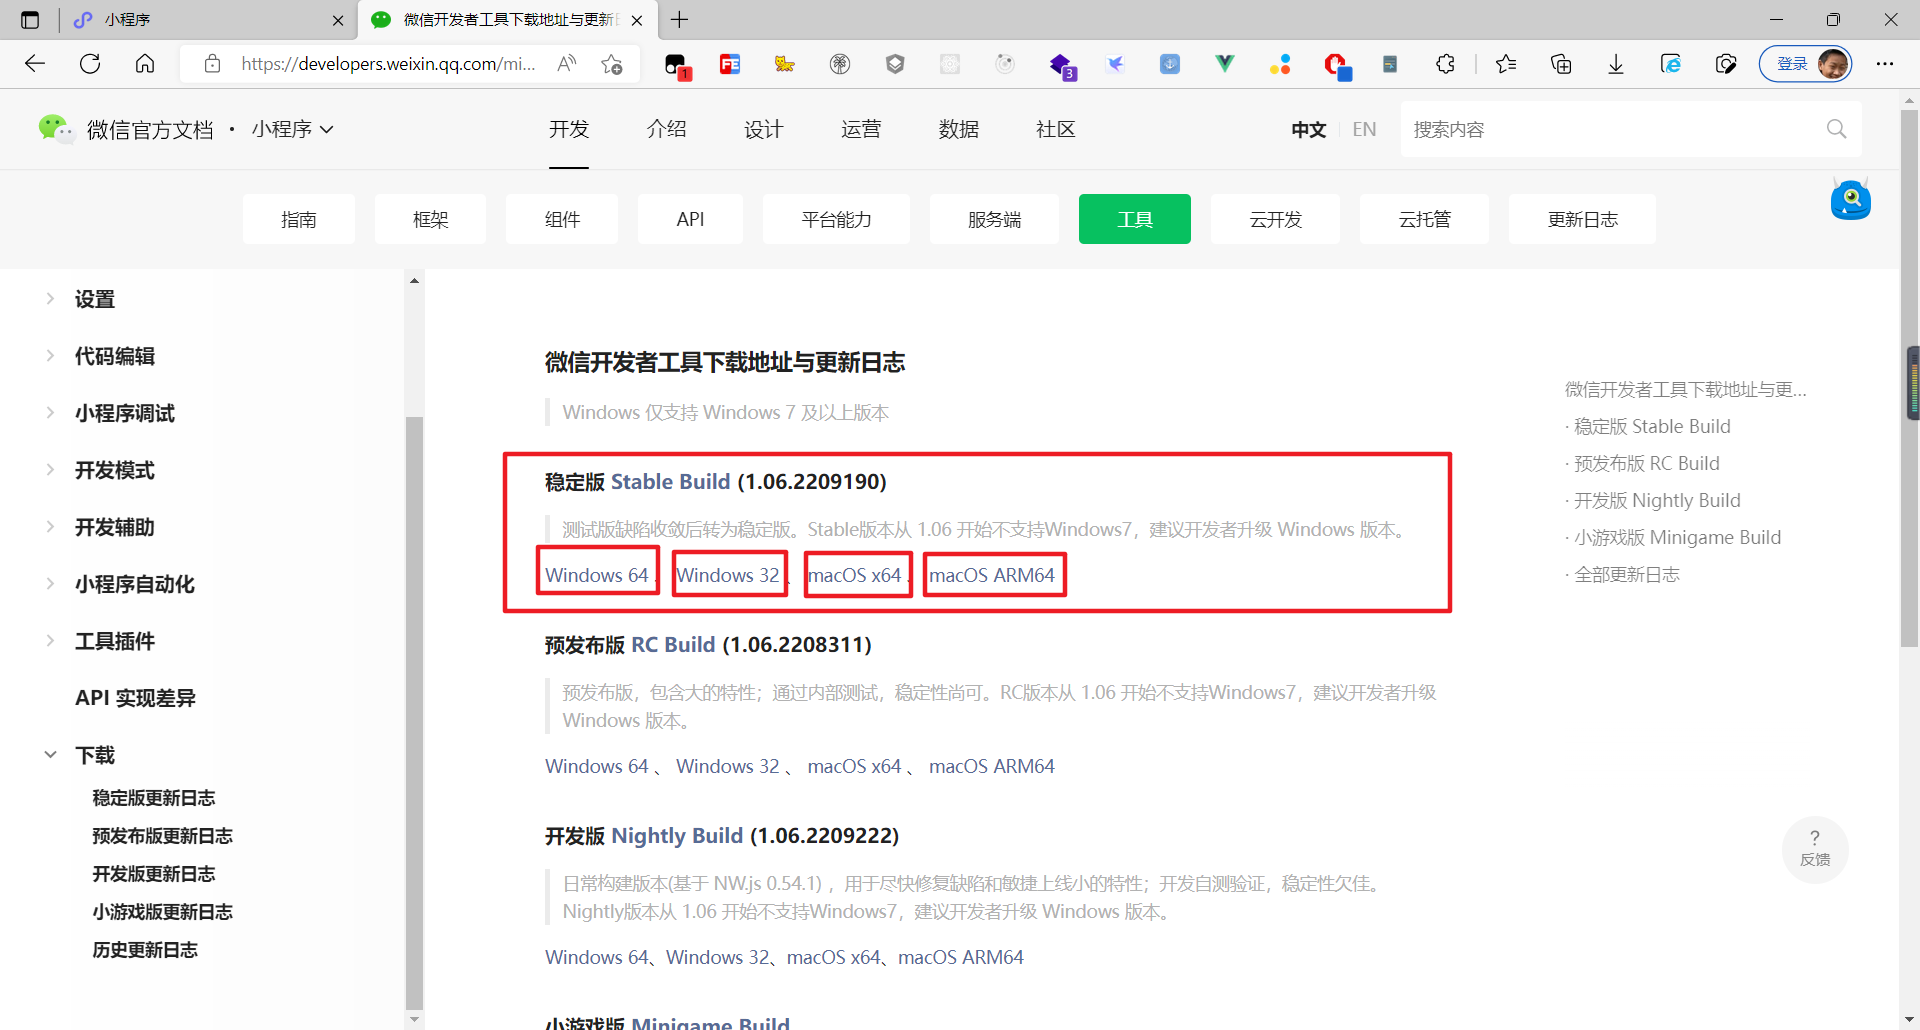 小程序
微信开发者工具下载地址与更新日
https://developers.weixin.qq.com/mi...
1
3
登录
微信官方文档 · 小程序
开发
介绍
设计
运营
数据
社区
中文
EN
搜索内容
指南
框架
组件
API
平台能力
服务端
工具
云开发
云托管
更新日志
设置
代码编辑
小程序调试
开发模式
开发辅助
小程序自动化
工具插件
API 实现差异
下载
稳定版更新日志
预发布版更新日志
开发版更新日志
小游戏版更新日志
历史更新日志
微信开发者工具下载地址与更新日志
Windows 仅支持 Windows 7 及以上版本
稳定版 Stable Build (1.06.2209190)
测试版缺陷收敛后转为稳定版。Stable版本从 1.06 开始不支持Windows7，建议开发者升级 Windows 版本。
Windows 64 、 Windows 32 、 macOS x64 、 macOS ARM64
预发布版 RC Build (1.06.2208311)
预发布版，包含大的特性；通过内部测试，稳定性尚可。RC版本从 1.06 开始不支持Windows7，建议开发者升级
Windows 版本。
Windows 64 、 Windows 32 、 macOS x64 、 macOS ARM64
开发版 Nightly Build (1.06.2209222)
日常构建版本(基于 NW.js 0.54.1) ，用于尽快修复缺陷和敏捷上线小的特性；开发自测验证，稳定性欠佳。
Nightly版本从 1.06 开始不支持Windows7，建议开发者升级 Windows 版本。
Windows 64、Windows 32、macOS x64、macOS ARM64
小游戏版 Minigame Build
微信开发者工具下载地址与更...
· 稳定版 Stable Build
· 预发布版 RC Build
· 开发版 Nightly Build
· 小游戏版 Minigame Build
· 全部更新日志
?
反馈